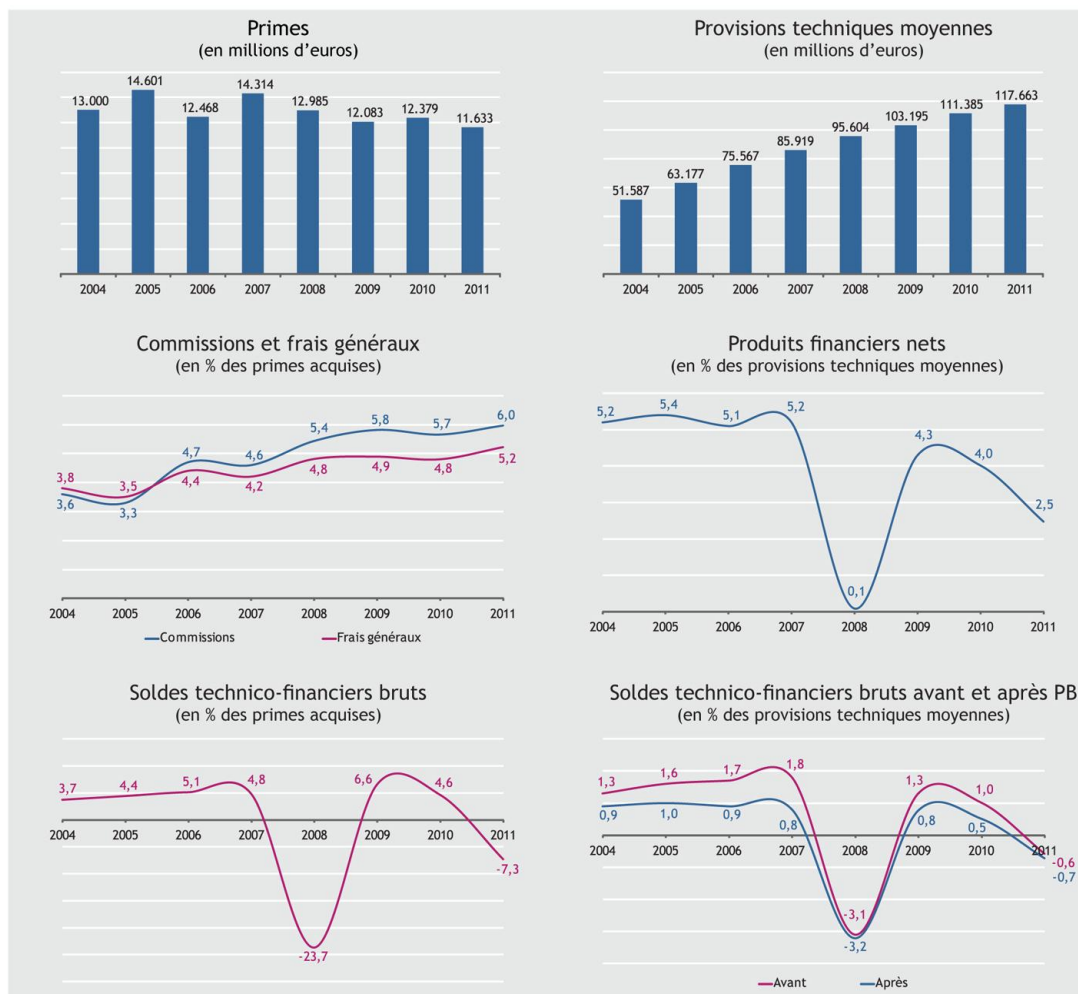 Primes
(en millions d’euros)
13.000
14.601
12.468
14.314
12.985
12.083
12.379
11.633
2004 2005 2006 2007 2008 2009 2010 2011
Provisions techniques moyennes
(en millions d’euros)
51.587
63.177
75.567
85.919
95.604
103.195
111.385
117.663
2004 2005 2006 2007 2008 2009 2010 2011
Commissions et frais généraux
(en % des primes acquises)
3,8 3,5 4,7 4,6 5,4 5,8 5,7 6,0
3,6 3,3 4,4 4,2 4,8 4,9 4,8 5,2
2004 2005 2006 2007 2008 2009 2010 2011
Commissions Frais généraux
Produits financiers nets
(en % des provisions techniques moyennes)
5,2 5,4 5,1 5,2 0,1 4,3 4,0 2,5
2004 2005 2006 2007 2008 2009 2010 2011
Soldes technico-financiers bruts
(en % des primes acquises)
3,7 4,4 5,1 4,8 -23,7 6,6 4,6 -7,3
2004 2005 2006 2007 2008 2009 2010 2011
Soldes technico-financiers bruts avant et après PB
(en % des provisions techniques moyennes)
1,3 1,6 1,7 1,8 -3,1 1,3 1,0 -0,6
0,9 1,0 0,9 0,8 -3,2 0,8 0,5 -0,7
2004 2005 2006 2007 2008 2009 2010 2011
Avant Après